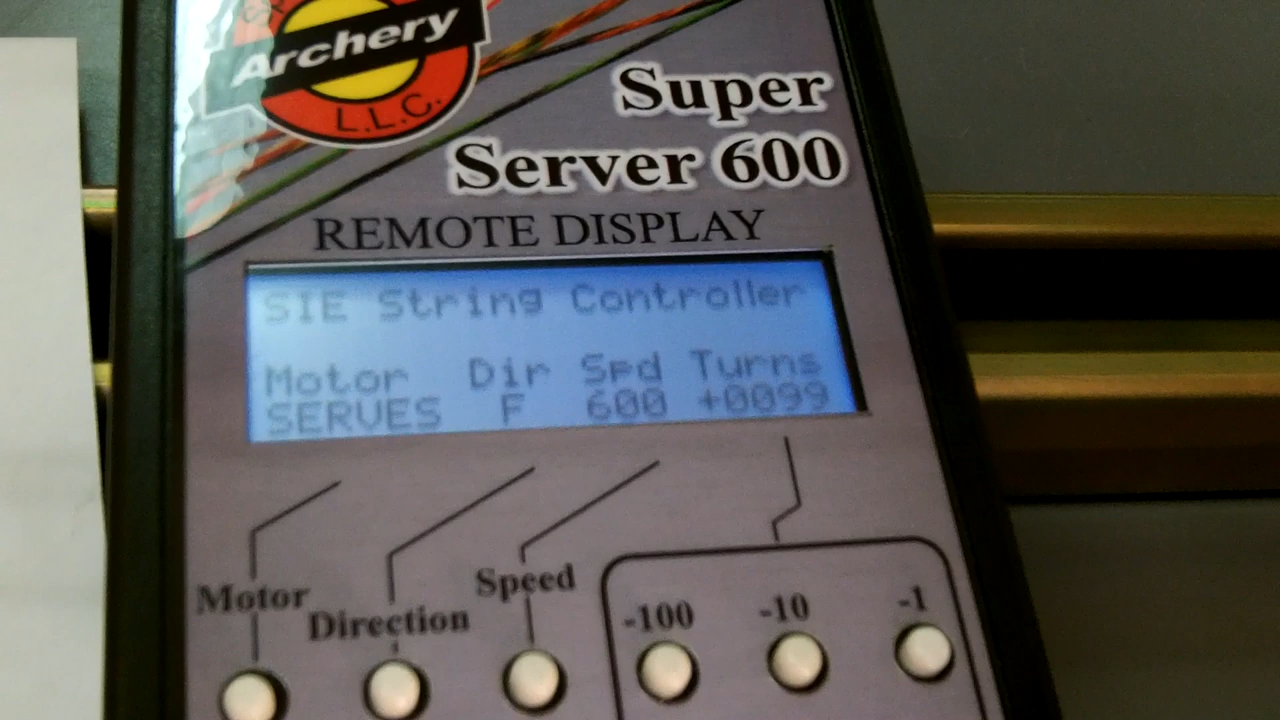 Archery
L.L.C.
Super
Server 600
REMOTE DISPLAY
SIE String Controller
Motor Dir Spd Turns
SERVES F 600 +0099
Motor
Direction
Speed
-100
-10
-1